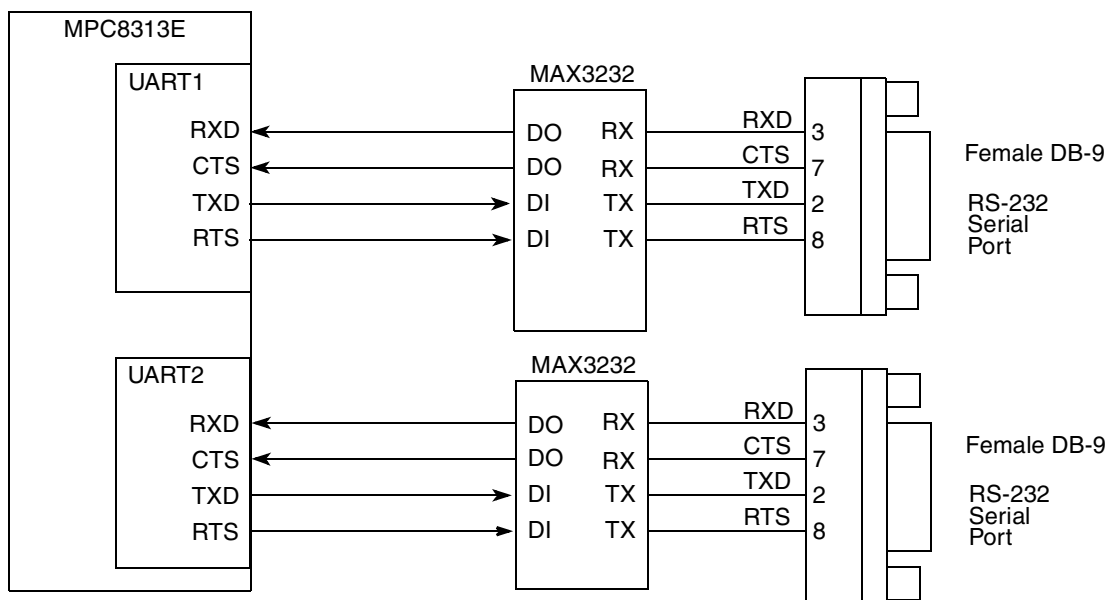 MPC8313E
UART1
MAX3232
RXD DO RX RXD 3
CTS DO RX CTS 7
TXD DI TX TXD 2
RTS DI TX RTS 8
Female DB-9
RS-232
Serial
Port
UART2
MAX3232
RXD DO RX RXD 3
CTS DO RX CTS 7
TXD DI TX TXD 2
RTS DI TX RTS 8
Female DB-9
RS-232
Serial
Port